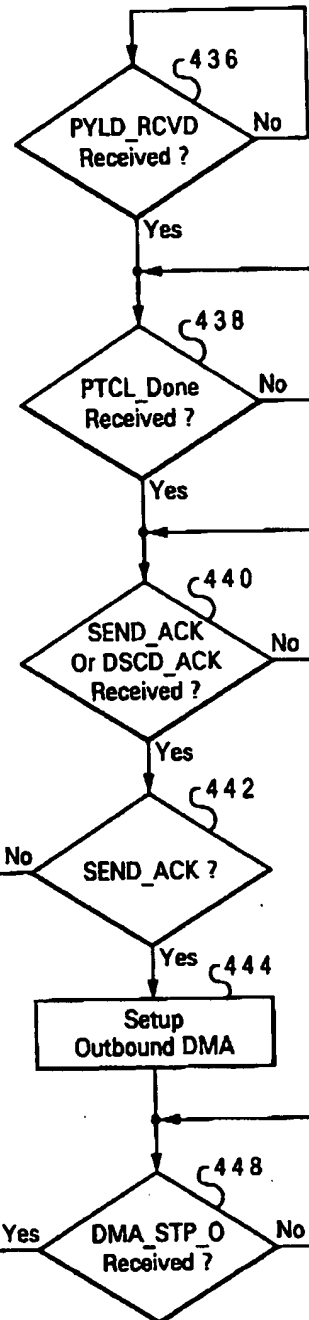 436
PYLD_RCVD
Received ?
No
Yes
438
PTCL_Done
Received ?
No
Yes
440
SEND_ACK
Or DSCD_ACK
Received ?
No
Yes
442
No
SEND_ACK ?
Yes
444
Setup
Outbound DMA
448
Yes
DMA_STP_O
Received ?
No